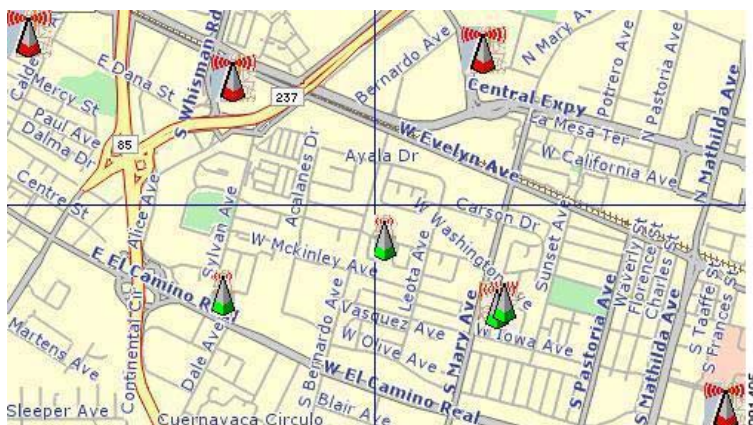 Calde
Mercy St
E Dana St
S Whisman Rd
237
Bernardo Ave
N Mary Ave
Potrero Ave
N Pastoria Ave
Central Expy
La Mesa Ter
N Mathilda Ave
Paul Ave
Dalma Dr
85
W Evelyn Ave
W California Ave
Ayala Dr
Centre St
Alice Ave
Sylvan Ave
Acalanes Dr
W McKinley Ave
W Washington Ave
Carson Dr
Sunset Ave
Leota Ave
E El Camino Real
Waverly St
Florence St
Charles St
S Taaffe St
S Frances St
Martens Ave
Continental Cir
Dale Ave
S Bernardo Ave
Vasquez Ave
W Olive Ave
W Iowa Ave
S Mary Ave
S Pastoria Ave
S Mathilda Ave
W El Camino Real
Blair Ave
Sleeper Ave
Cuernavaca Circulo